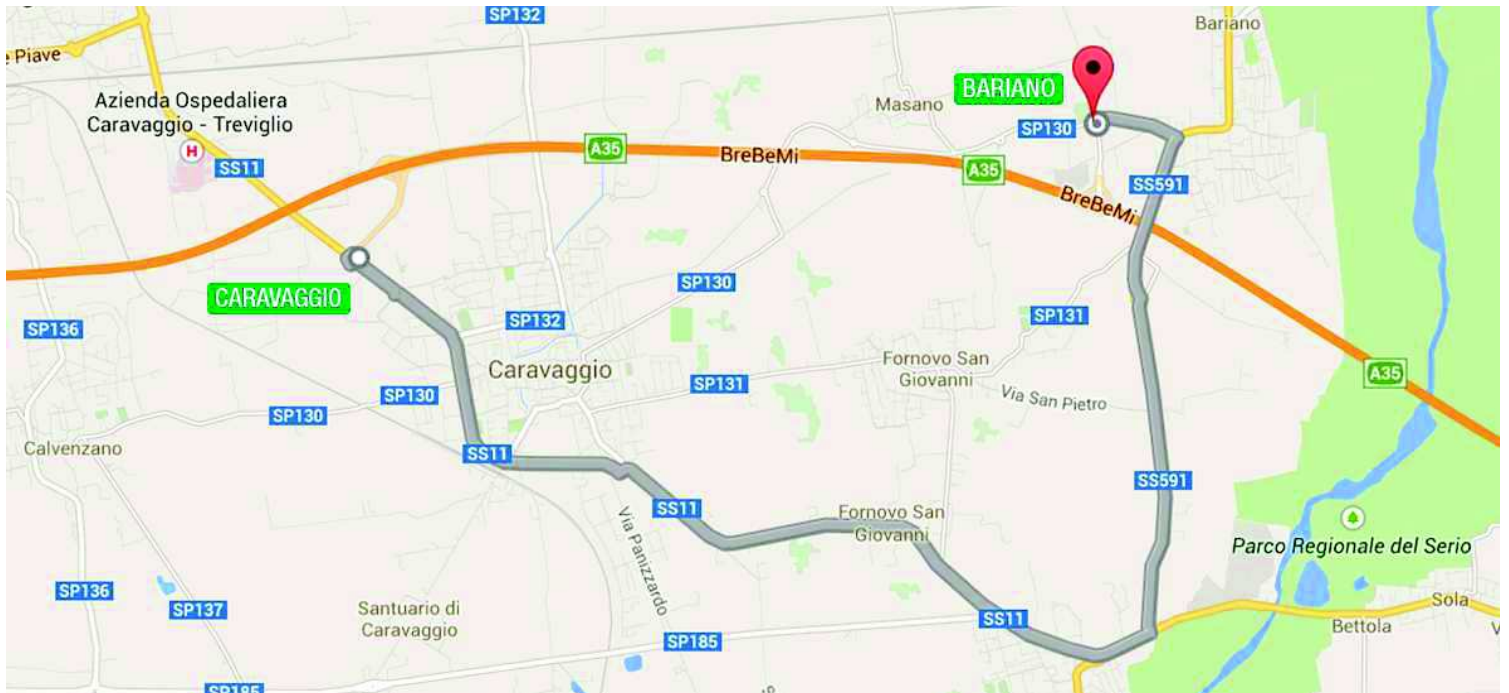 SP132
Bariano
e Piave
Azienda Ospedaliera
Caravaggio - Treviglio
H
SS11
BARIANO
Masano
SP130
A35
BreBeMi
A35
SS591
BreBeMi
CARAVAGGIO
SP130
SP136
SP132
SP131
Caravaggio
Fornovo San
Giovanni
A35
SP131
SP130
SP130
Via San Pietro
Calvenzano
SS11
SS591
SS11
Fornovo San
Giovanni
Via Panizzardo
Parco Regionale del Serio
SP136
SP137
Santuario di
Caravaggio
SS11
Sola
Bettola
V
SP185
SP185